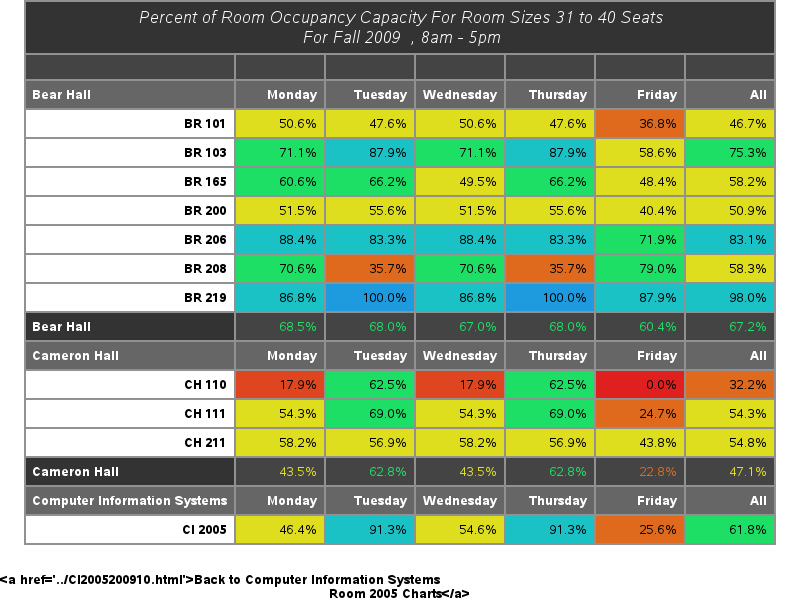 Percent of Room Occupancy Capacity For Room Sizes 31 to 40 Seats
For Fall 2009 , 8am - 5pm
Bear Hall Monday Tuesday Wednesday Thursday Friday All
BR 101 50.6% 47.6% 50.6% 47.6% 36.8% 46.7%
BR 103 71.1% 87.9% 71.1% 87.9% 58.6% 75.3%
BR 165 60.6% 66.2% 49.5% 66.2% 48.4% 58.2%
BR 200 51.5% 55.6% 51.5% 55.6% 40.4% 50.9%
BR 206 88.4% 83.3% 88.4% 83.3% 71.9% 83.1%
BR 208 70.6% 35.7% 70.6% 35.7% 79.0% 58.3%
BR 219 86.8% 100.0% 86.8% 100.0% 87.9% 98.0%
Bear Hall 68.5% 68.0% 67.0% 68.0% 60.4% 67.2%
Cameron Hall Monday Tuesday Wednesday Thursday Friday All
CH 110 17.9% 62.5% 17.9% 62.5% 0.0% 32.2%
CH 111 54.3% 69.0% 54.3% 69.0% 24.7% 54.3%
CH 211 58.2% 56.9% 58.2% 56.9% 43.8% 54.8%
Cameron Hall 43.5% 62.8% 43.5% 62.8% 22.8% 47.1%
Computer Information Systems Monday Tuesday Wednesday Thursday Friday All
CI 2005 46.4% 91.3% 54.6% 91.3% 25.6% 61.8%
<a href='../CI2005200910.html'>Back to Computer Information Systems
Room 2005 Charts</a>